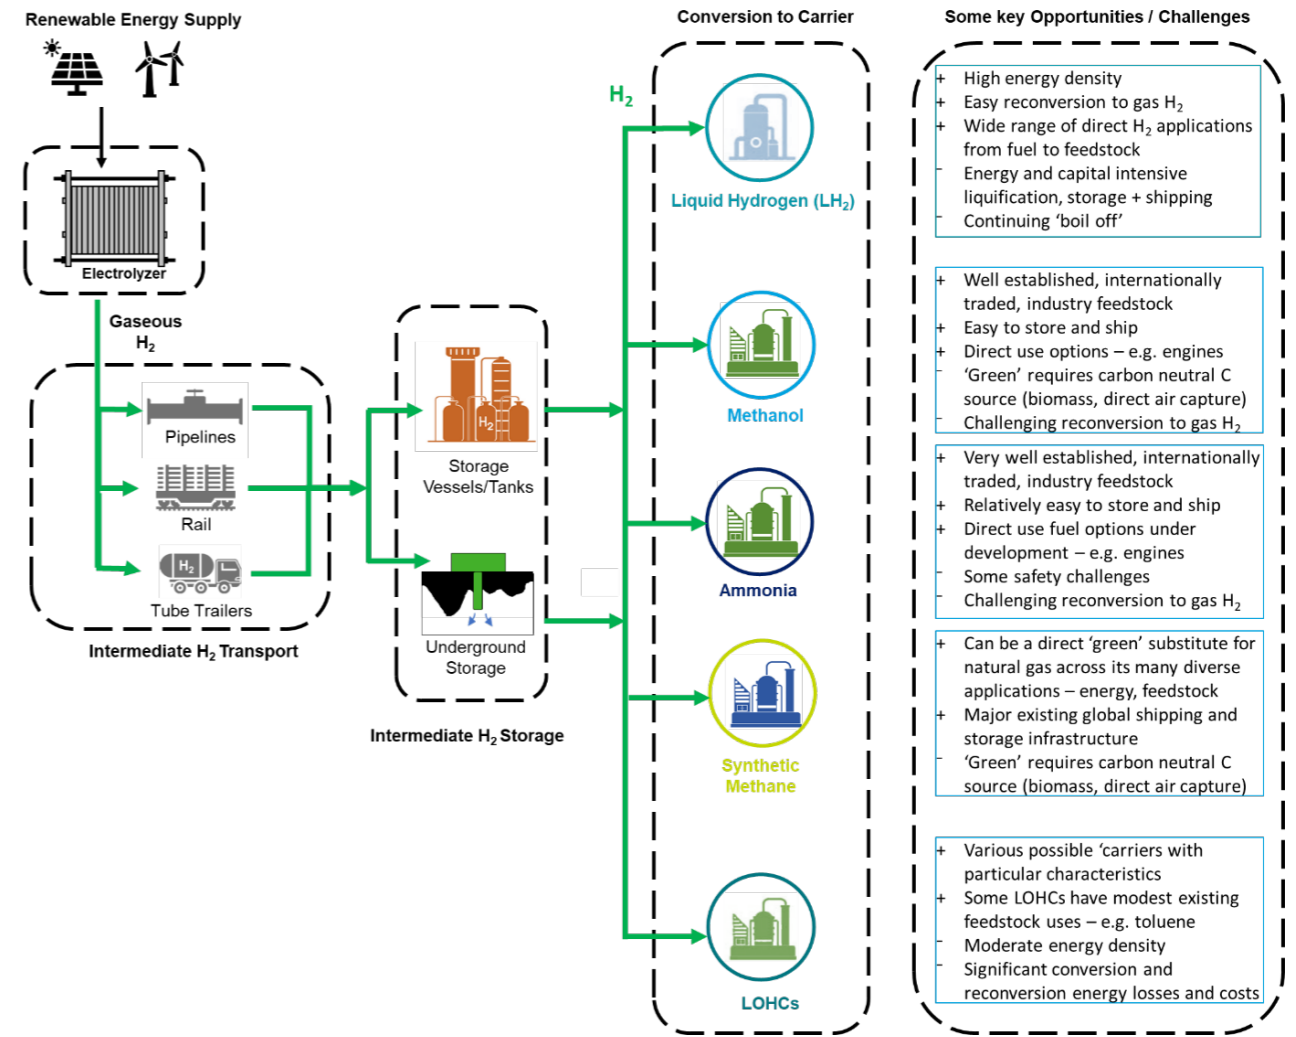 Renewable Energy Supply
Electrolyzer
Gaseous
H₂
Pipelines
Rail
H₂
Tube Trailers
Intermediate H₂ Transport
H₂
Storage
Vessels/Tanks
Underground
Storage
Intermediate H₂ Storage
H₂
Conversion to Carrier
Liquid Hydrogen (LH₂)
Methanol
Ammonia
Synthetic
Methane
LOHCs
Some key Opportunities / Challenges
+ High energy density
+ Easy reconversion to gas H₂
+ Wide range of direct H₂ applications
from fuel to feedstock
- Energy and capital intensive
liquification, storage + shipping
- Continuing ‘boil off’
+ Well established, internationally
traded, industry feedstock
+ Easy to store and ship
+ Direct use options – e.g. engines
- ‘Green’ requires carbon neutral C
source (biomass, direct air capture)
- Challenging reconversion to gas H₂
+ Very well established, internationally
traded, industry feedstock
+ Relatively easy to store and ship
+ Direct use fuel options under
development – e.g. engines
- Some safety challenges
- Challenging reconversion to gas H₂
+ Can be a direct ‘green’ substitute for
natural gas across its many diverse
applications – energy, feedstock
+ Major existing global shipping and
storage infrastructure
- ‘Green’ requires carbon neutral C
source (biomass, direct air capture)
+ Various possible ‘carriers with
particular characteristics
+ Some LOHCs have modest existing
feedstock uses – e.g. toluene
- Moderate energy density
- Significant conversion and
reconversion energy losses and costs